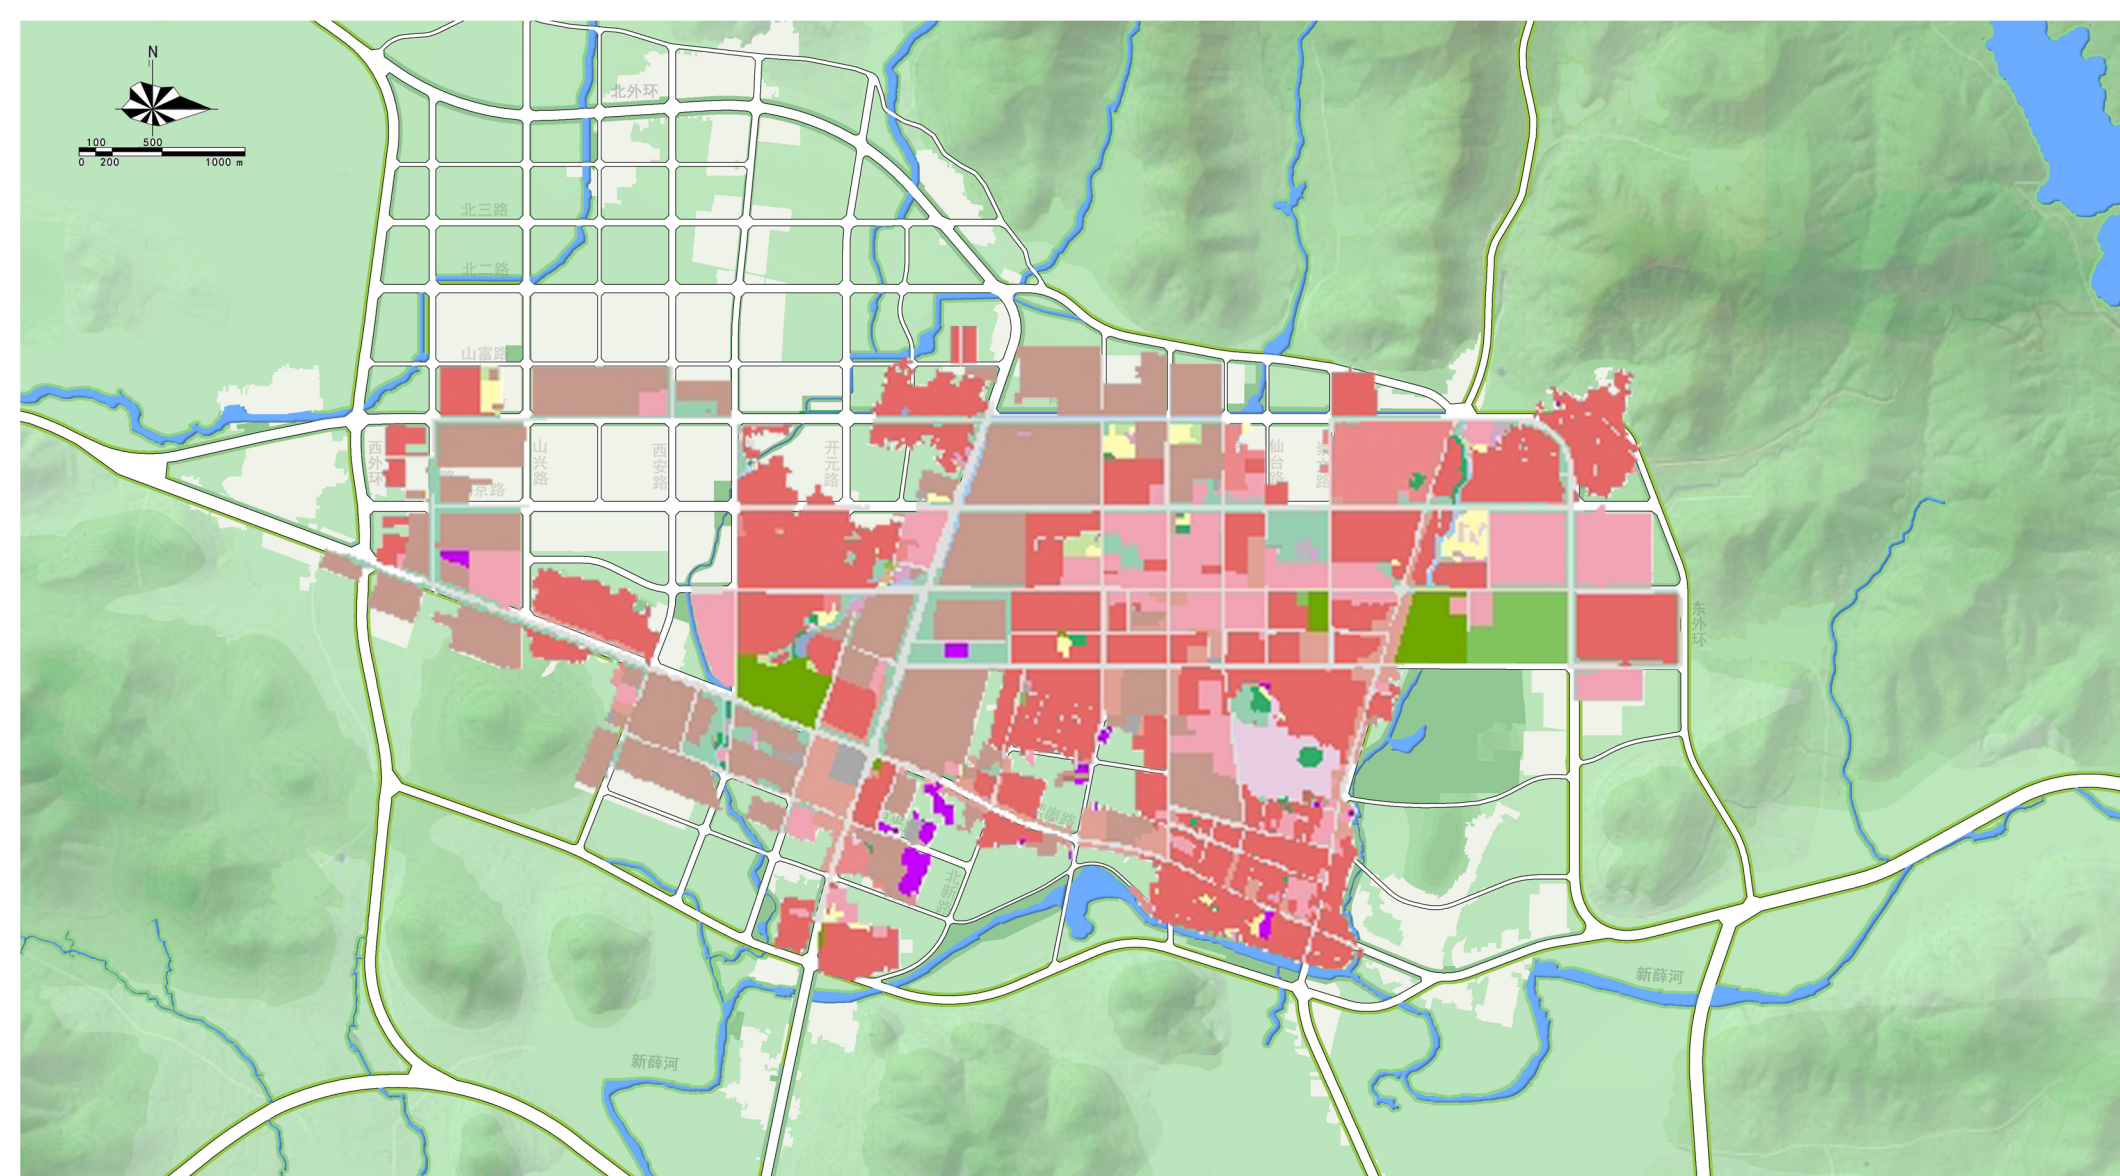 N
100 500
0 200 1000 m
北外环
北三路
北二路
山富路
西外环
山兴路
西安路
开元路
仙台路
东外环
新薛河
新薛河